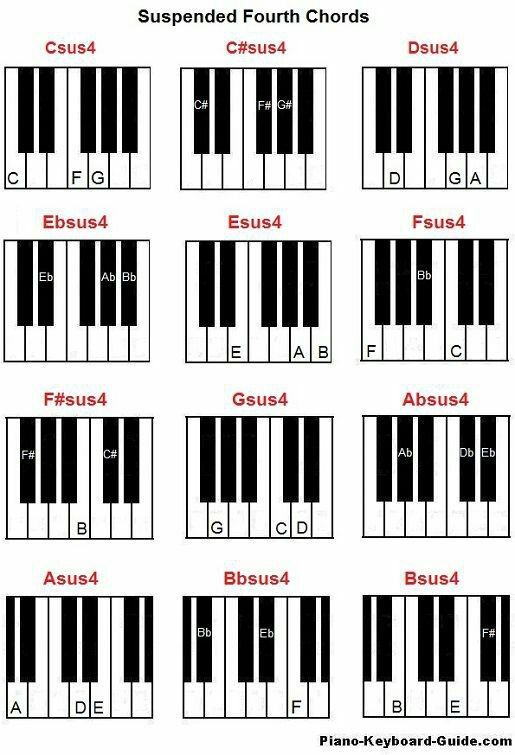 Suspended Fourth Chords
Csus4 C#sus4 Dsus4
C# F# G#
C F G D G A
Ebsus4 Esus4 Fsus4
Eb Ab Bb Bb
E A B F C
F#sus4 Gsus4 Absus4
F# C# Ab Db Eb
B G C D
Asus4 Bbsus4 Bsus4
Bb Eb F#
A D E F B E
Piano-Keyboard-Guide.com